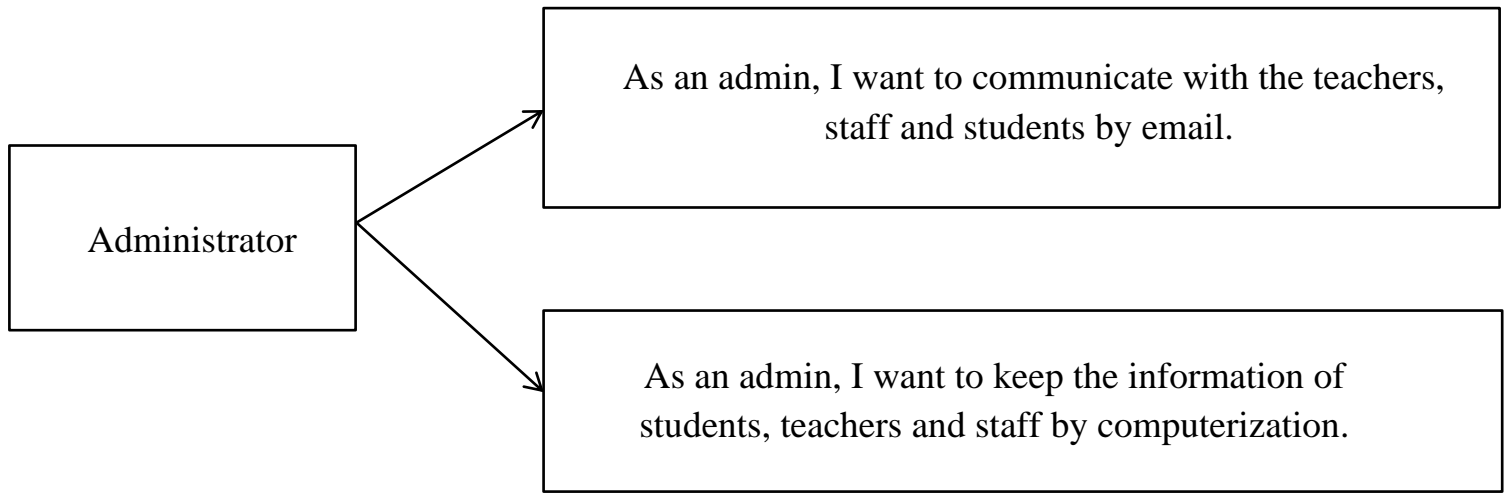 As an admin, I want to communicate with the teachers,
staff and students by email.
Administrator
As an admin, I want to keep the information of
students, teachers and staff by computerization.